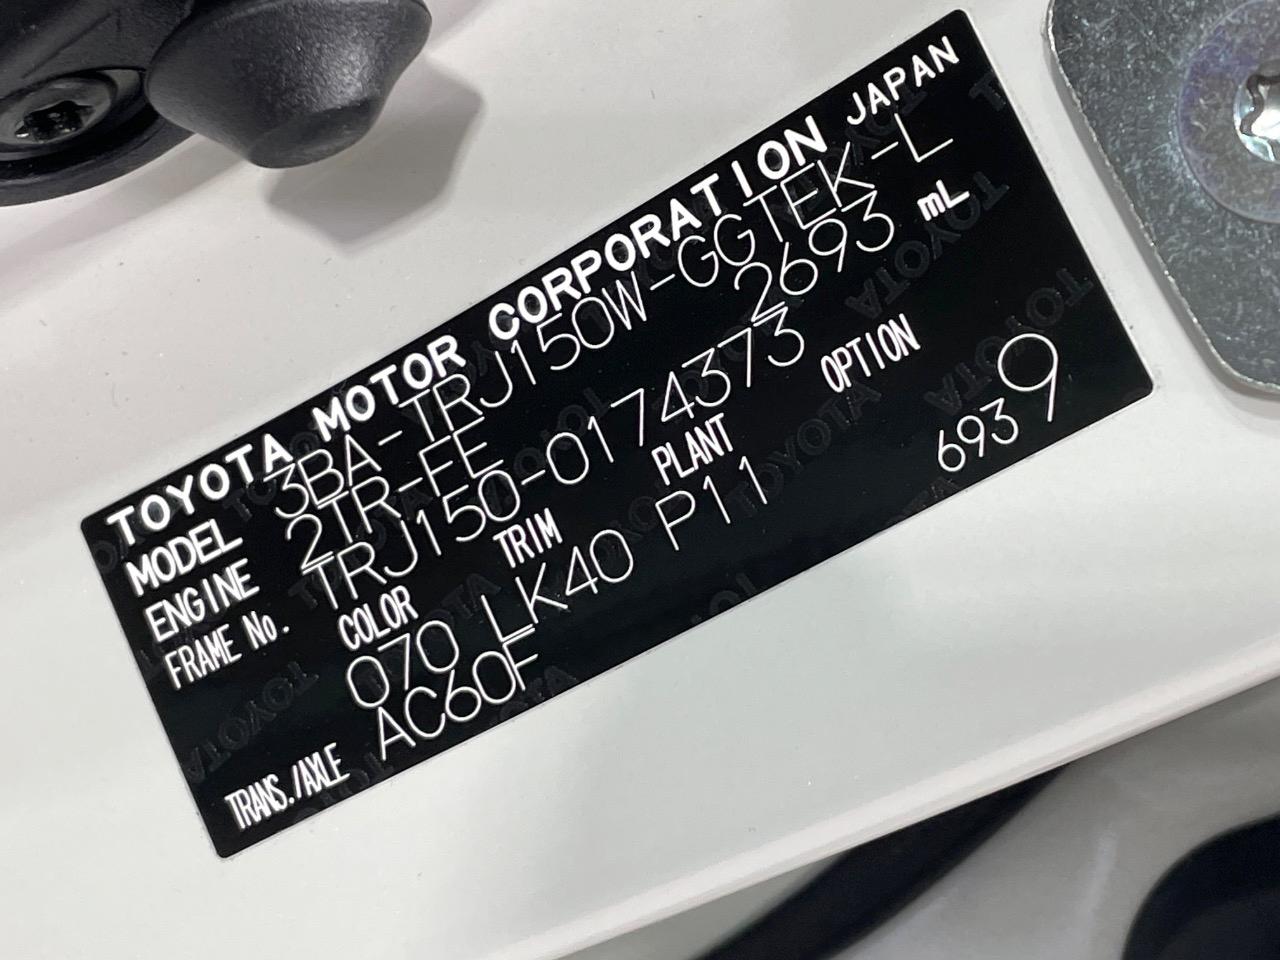 TOYOTA MOTOR CORPORATION JAPAN
MODEL 3BA-TRJ150W-GGTEK-L
ENGINE 2TR-FE 2693 mL
FRAME No. TRJ150-0174373
COLOR TRIM PLANT OPTION
070 LK40 P11 6939
TRANS./AXLE AC60F